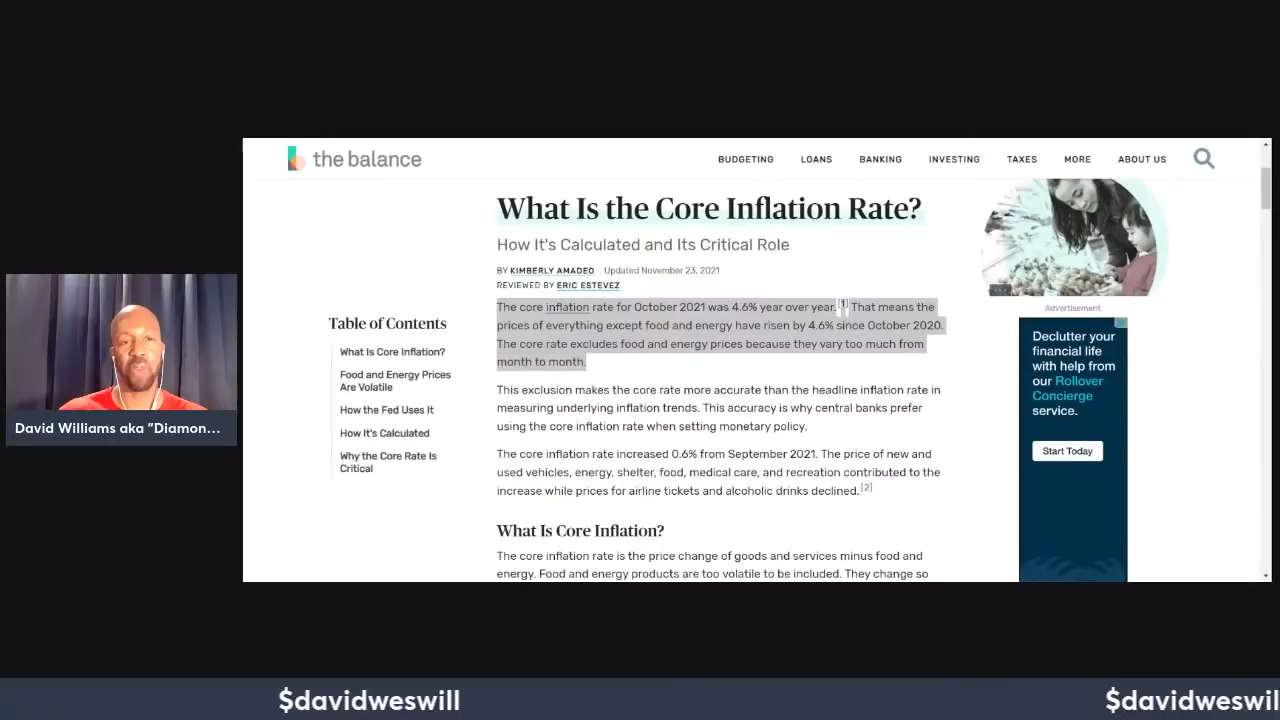 the balance
BUDGETING LOANS BANKING INVESTING TAXES MORE ABOUT US
What Is the Core Inflation Rate?
How It's Calculated and Its Critical Role
BY KIMBERLY AMADEO Updated November 23, 2021
REVIEWED BY ERIC ESTEVEZ
Table of Contents
What Is Core Inflation?
Food and Energy Prices
Are Volatile
How the Fed Uses It
How It's Calculated
Why the Core Rate Is
Critical
The core inflation rate for October 2021 was 4.6% year over year.[1] That means the
prices of everything except food and energy have risen by 4.6% since October 2020.
The core rate excludes food and energy prices because they vary too much from
month to month.
This exclusion makes the core rate more accurate than the headline inflation rate in
measuring underlying inflation trends. This accuracy is why central banks prefer
using the core inflation rate when setting monetary policy.
The core inflation rate increased 0.6% from September 2021. The price of new and
used vehicles, energy, shelter, food, medical care, and recreation contributed to the
increase while prices for airline tickets and alcoholic drinks declined.[2]
What Is Core Inflation?
The core inflation rate is the price change of goods and services minus food and
energy. Food and energy products are too volatile to be included. They change so
Advertisement
Declutter your
financial life
with help from
our Rollover
Concierge
service.
Start Today
David Williams aka "Diamon...
$davidweswill
$davidweswil